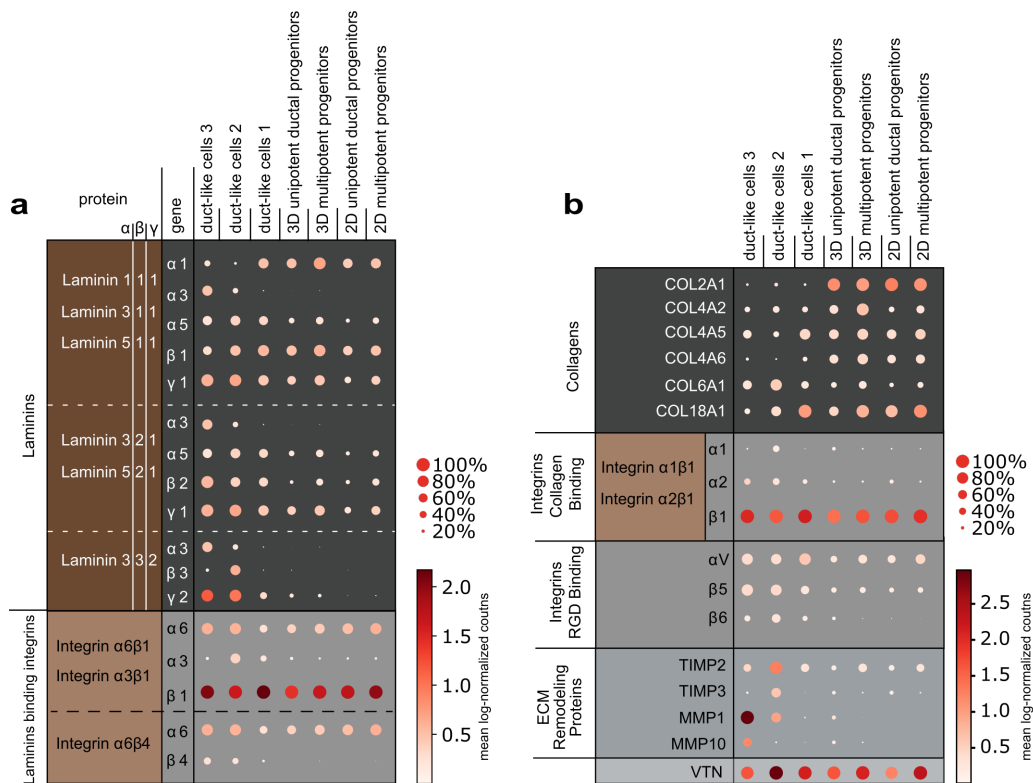 a
protein
α β γ
gene
duct-like cells 3
duct-like cells 2
duct-like cells 1
3D unipotent ductal progenitors
3D multipotent progenitors
2D unipotent ductal progenitors
2D multipotent progenitors
Laminins
Laminin 1 1 1
Laminin 3 1 1
Laminin 5 1 1
α 1
α 3
α 5
β 1
γ 1
Laminin 3 2 1
Laminin 5 2 1
α 3
α 5
β 2
γ 1
Laminin 3 3 2
α 3
β 3
γ 2
Laminins binding integrins
Integrin α6β1
Integrin α3β1
α 6
α 3
β 1
Integrin α6β4
α 6
β 4
100%
80%
60%
40%
20%
2.0
1.5
1.0
0.5
mean log-normalized couths
b
duct-like cells 3
duct-like cells 2
duct-like cells 1
3D unipotent ductal progenitors
3D multipotent progenitors
2D unipotent ductal progenitors
2D multipotent progenitors
Collagens
COL2A1
COL4A2
COL4A5
COL4A6
COL6A1
COL18A1
Integrins
Collagen
Binding
Integrin α1β1
Integrin α2β1
α1
α2
β1
Integrins
RGD Binding
αV
β5
β6
ECM
Remodeling
Proteins
TIMP2
TIMP3
MMP1
MMP10
VTN
100%
80%
60%
40%
20%
2.5
2.0
1.5
1.0
0.5
mean log-normalized couths